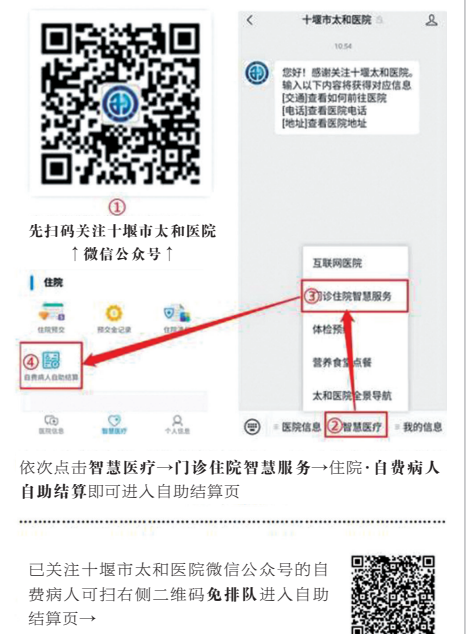 ①
先扫码关注十堰市太和医院
↑微信公众号↑
十堰市太和医院
10:54
您好！感谢关注十堰太和医院。
输入以下内容将获得对应信息
[交通]查看如何前往医院
[电话]查看医院电话
[地址]查看医院地址
互联网医院
③门诊住院智慧服务
体检预
营养食堂点餐
太和医院全景导航
医院信息
②智慧医疗
我的信息
住院
住院预交
预交金记录
住院
④
自费病人自助结算
医院信息
智慧医疗
个人信息
依次点击智慧医疗→门诊住院智慧服务→住院·自费病人
自助结算即可进入自助结算页
已关注十堰市太和医院微信公众号的自
费病人可扫右侧二维码免排队进入自助
结算页→